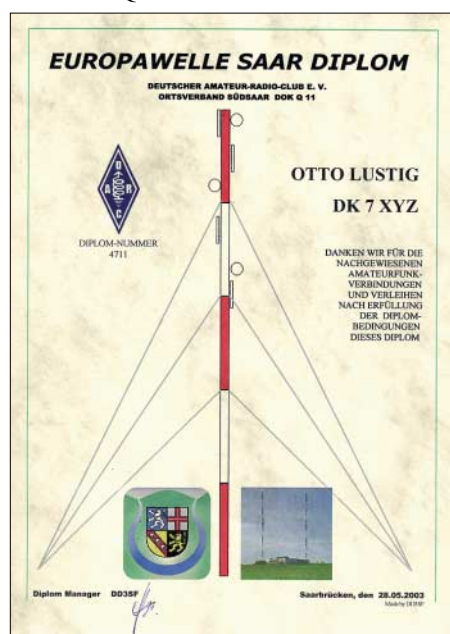 EUROPAWELLE SAAR DIPLOM
DEUTSCHER AMATEUR-RADIO-CLUB E. V.
ORTSVERBAND SÜDSAAR DOK Q 11
D
A R
C
DIPLOM-NUMMER
4711
OTTO LUSTIG
DK 7 XYZ
DANKEN WIR FÜR DIE
NACHGEWIESENEN
AMATEURFUNK-
VERBINDUNGEN
UND VERLEIHEN
NACH ERFÜLLUNG
DER DIPLOM-
BEDINGUNGEN
DIESES DIPLOM
Diplom Manager DD3SF
Saarbrücken, den 28.05.2003
Made by